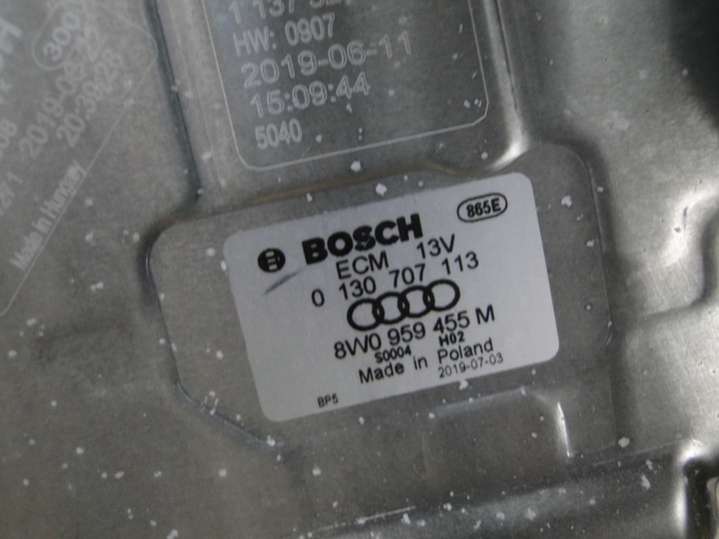 HW: 0907
2019-06-11
15:09:44
5040
Made in Hungary
BOSCH
865E
ECM 13V
0 130 707 113
8W0 959 455 M
S0004 H02
Made in Poland
2019-07-03
BP5